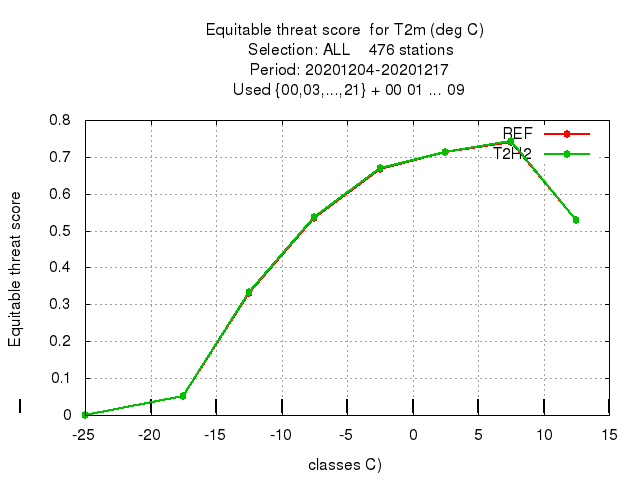 Equitable threat score  for T2m (deg C)
Selection: ALL    476 stations
Period: 20201204-20201217
Used {00,03,...,21} + 00 01 ... 09
REF
T2H2
0.8
0.7
0.6
0.5
0.4
0.3
0.2
0.1
0
Equitable threat score
-25 -20 -15 -10 -5 0 5 10 15
classes C)